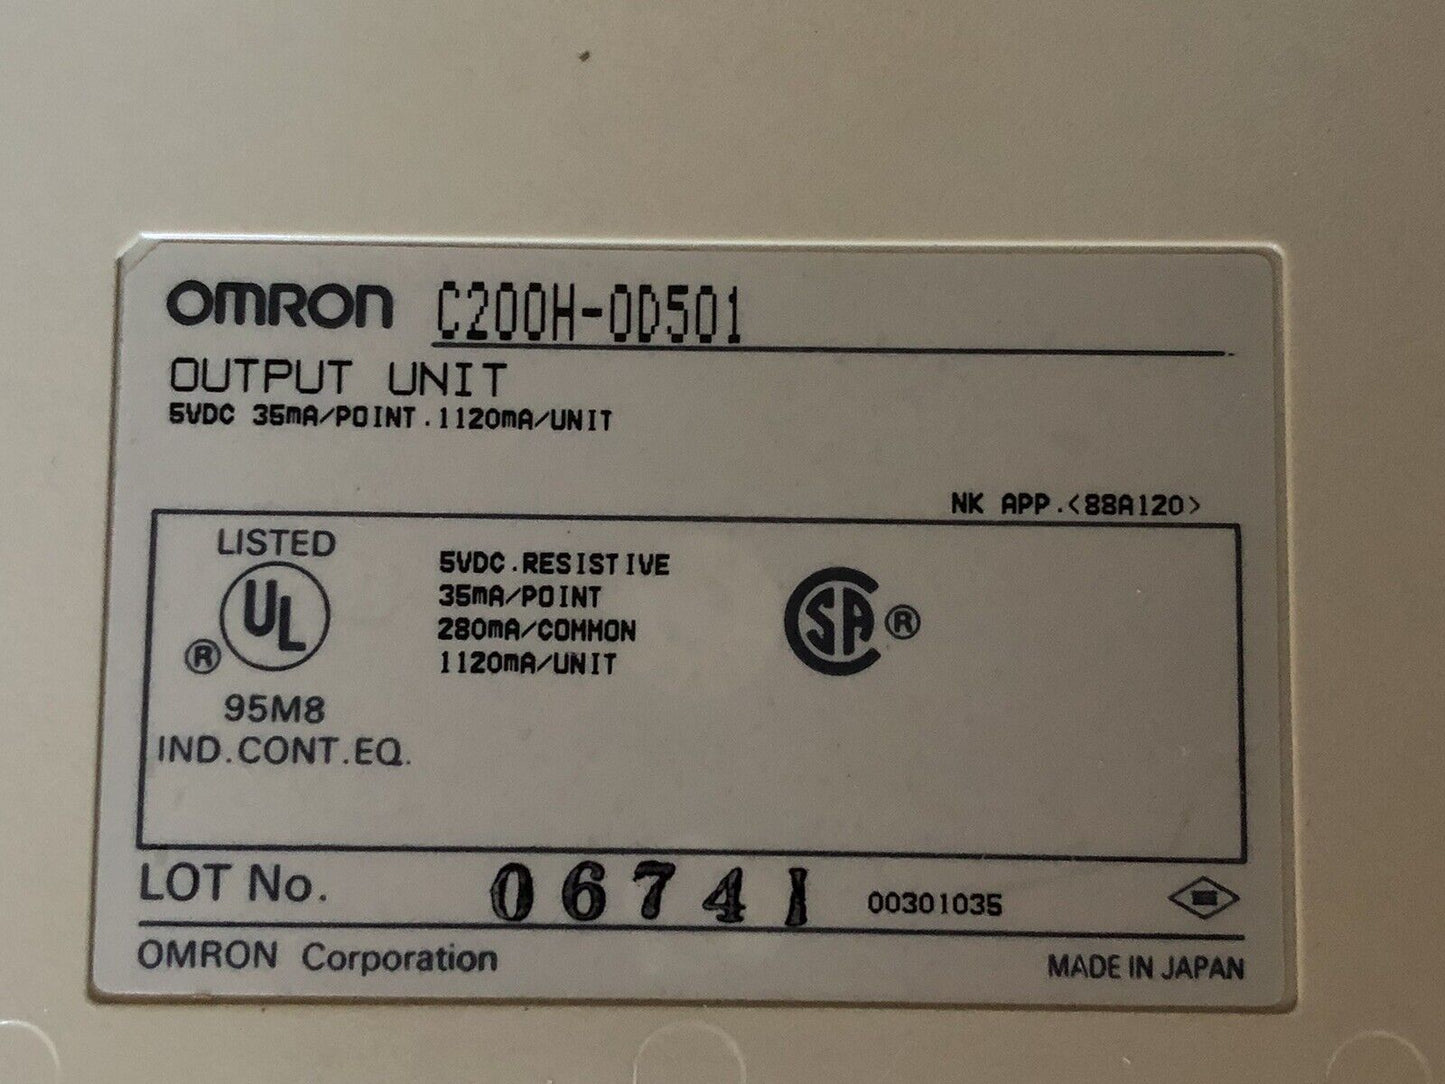 OMRON C200H-OD501
OUTPUT UNIT
5VDC 35mA/POINT.1120mA/UNIT
NK APP.<88A120>
LISTED
UL
®
95M8
IND.CONT.EQ.
5VDC.RESISTIVE
35mA/POINT
280mA/COMMON
1120mA/UNIT
CSA ®
LOT No. 06741 00301035
OMRON Corporation MADE IN JAPAN